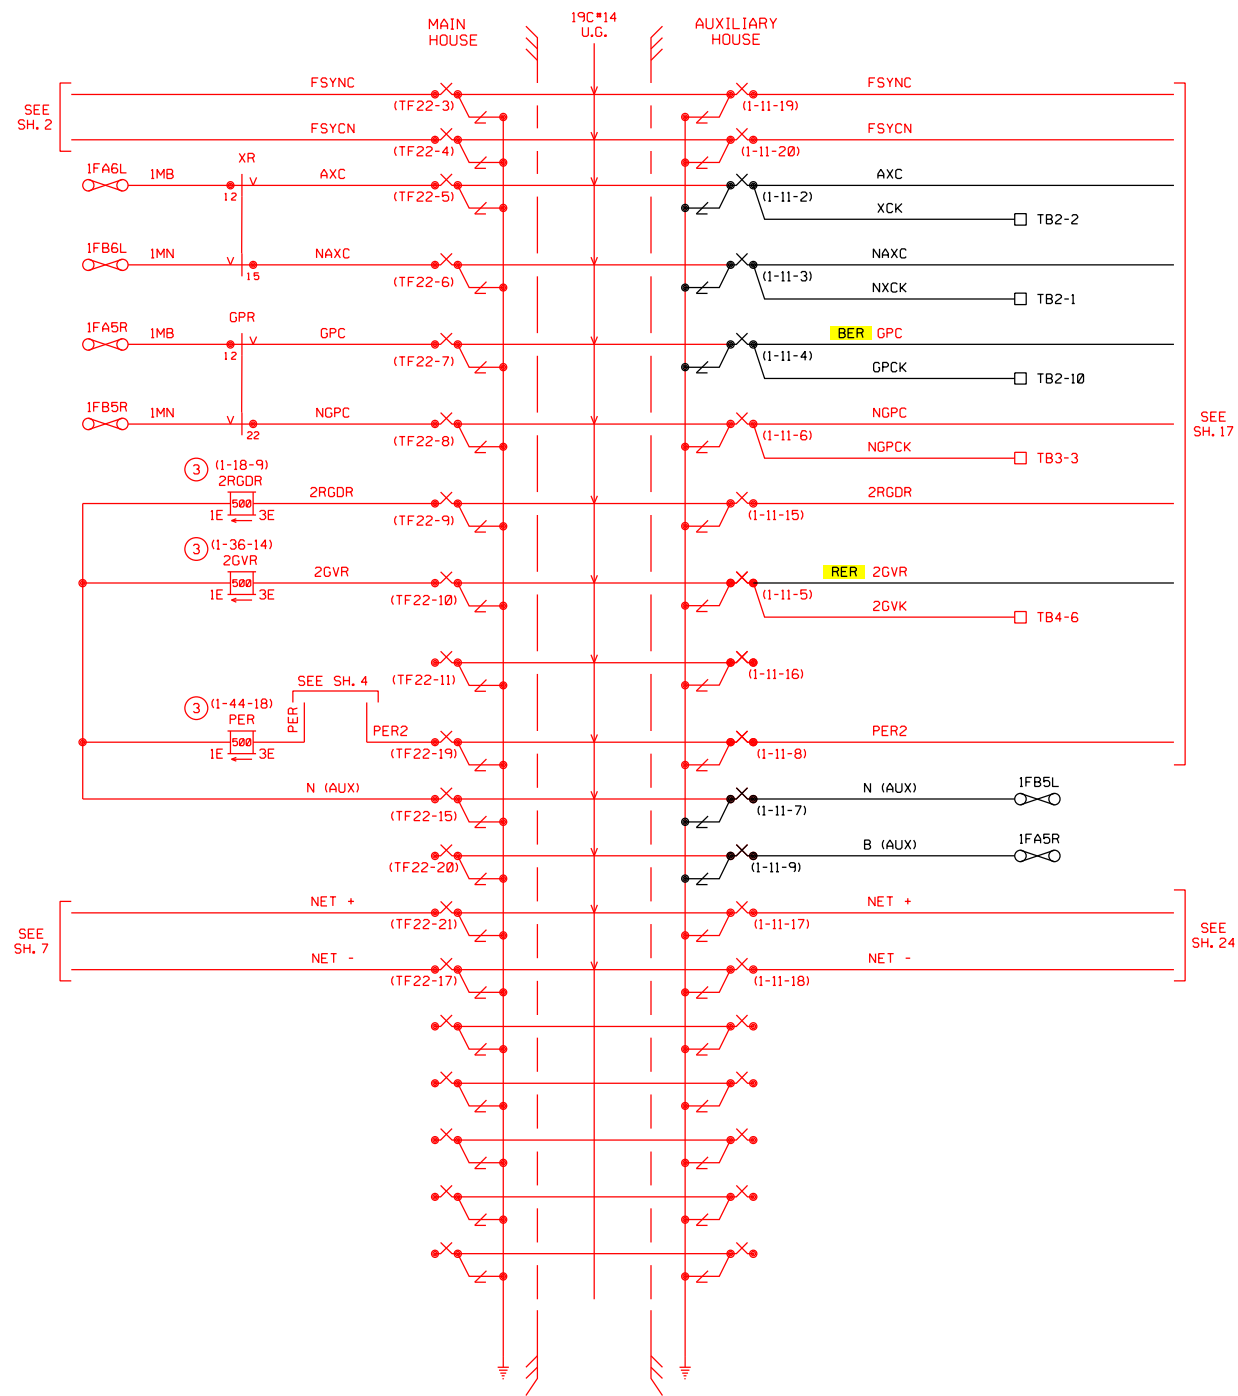 MAIN
HOUSE
19C#14
U.G.
AUXILIARY
HOUSE
SEE
SH. 2
FSYNC
(TF22-3)
(1-11-19)
FSYNC
FSYCN
(TF22-4)
(1-11-20)
FSYCN
1FA6L
1MB
XR
12
AXC
(TF22-5)
(1-11-2)
AXC
XCK
TB2-2
1FB6L
1MN
15
NAXC
(TF22-6)
(1-11-3)
NAXC
NXCK
TB2-1
1FA5R
1MB
GPR
12
GPC
(TF22-7)
(1-11-4)
BER GPC
GPCK
TB2-10
1FB5R
1MN
22
NGPC
(TF22-8)
(1-11-6)
NGPC
NGPCK
TB3-3
SEE
SH. 17
3
(1-18-9)
2RGDR
500
1E
3E
2RGDR
(TF22-9)
(1-11-15)
2RGDR
3
(1-36-14)
2GVR
500
1E
3E
2GVR
(TF22-10)
(1-11-5)
RER 2GVR
2GVK
TB4-6
(TF22-11)
(1-11-16)
3
(1-44-18)
PER
500
1E
3E
PER
SEE SH. 4
PER2
(TF22-19)
(1-11-8)
PER2
N (AUX)
(TF22-15)
(1-11-7)
N (AUX)
1FB5L
(TF22-20)
(1-11-9)
B (AUX)
1FA5R
SEE
SH. 7
NET +
(TF22-21)
(1-11-17)
NET +
NET -
(TF22-17)
(1-11-18)
NET -
SEE
SH. 24